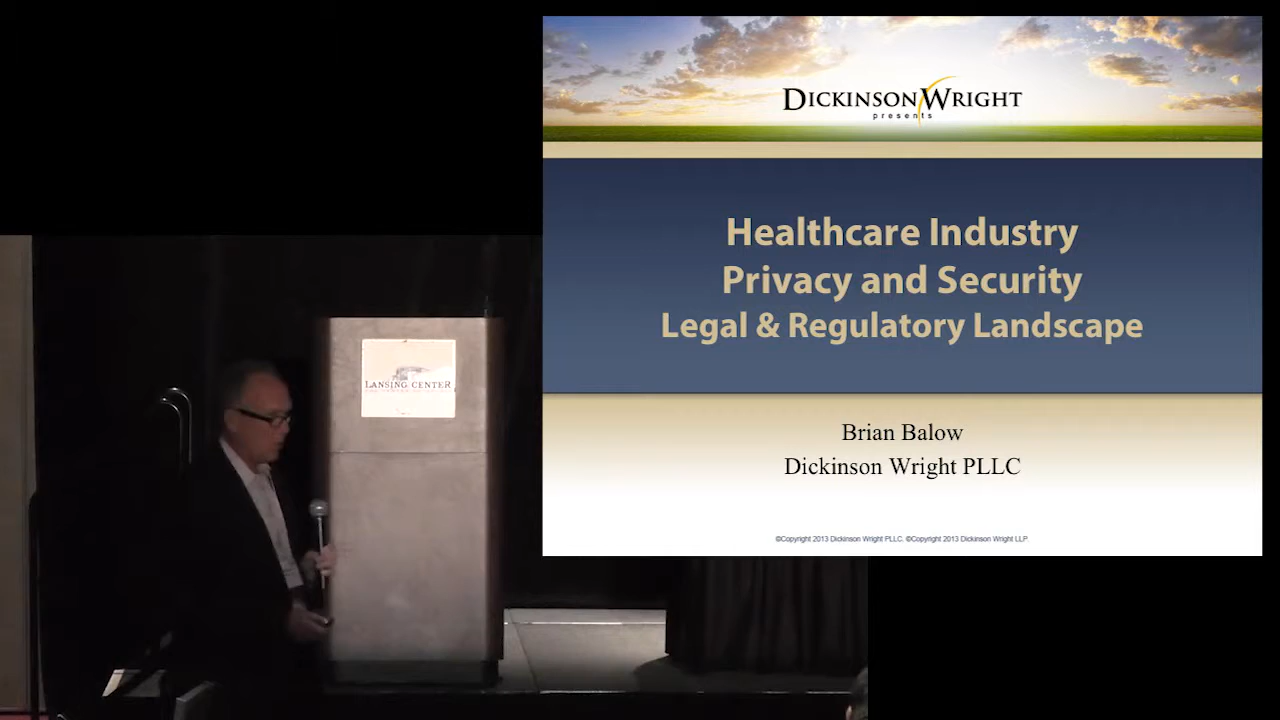 DICKINSON WRIGHT
presents
Healthcare Industry
Privacy and Security
Legal & Regulatory Landscape
Brian Balow
Dickinson Wright PLLC
©Copyright 2013 Dickinson Wright PLLC. ©Copyright 2013 Dickinson Wright LLP
LANSING CENTER